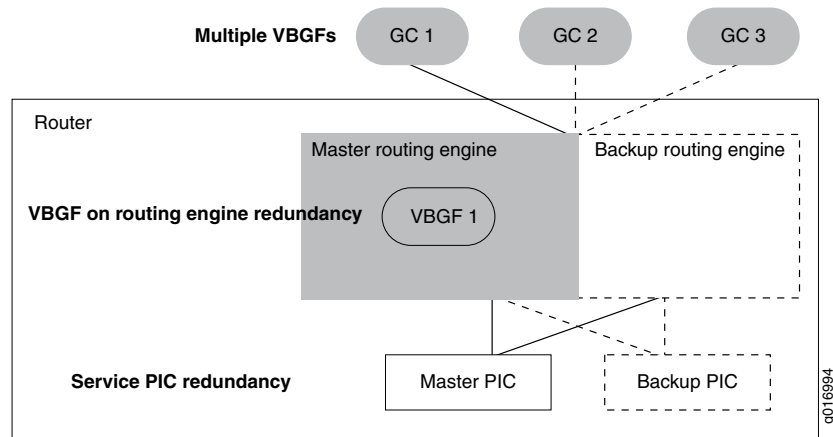 Multiple VBGFs
GC 1
GC 2
GC 3
Router
Master routing engine
Backup routing engine
VBGF on routing engine redundancy
VBGF 1
Service PIC redundancy
Master PIC
Backup PIC
g016994